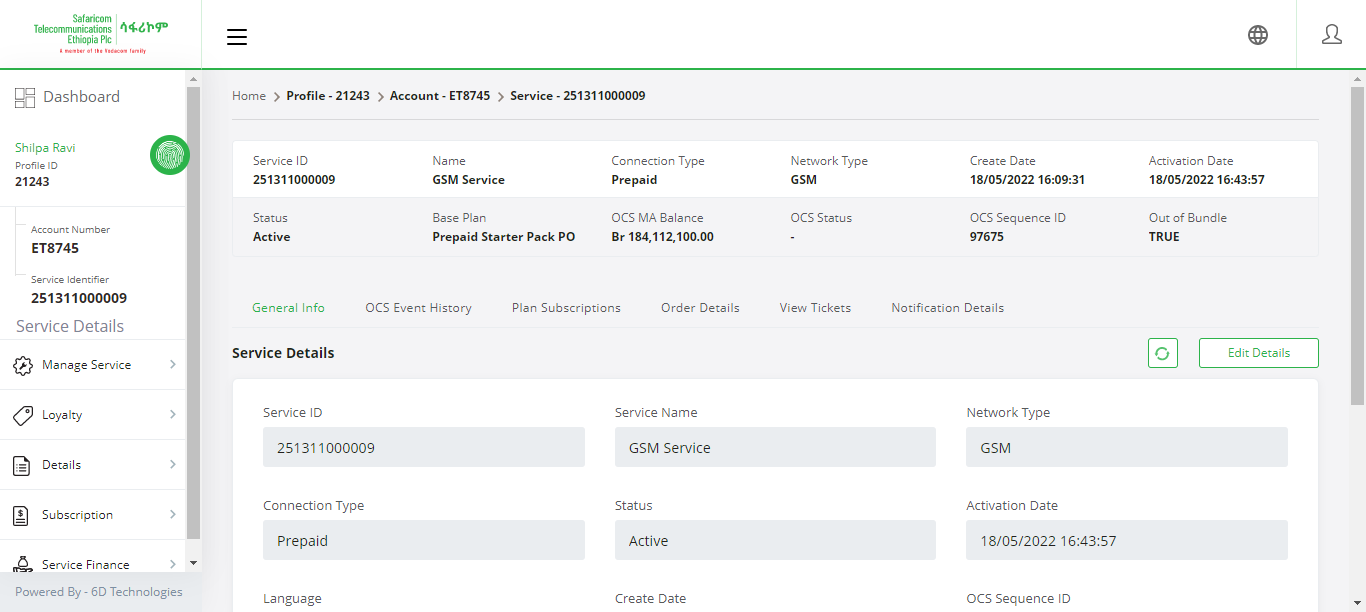 Safaricom
Telecommunications
Ethiopia Plc
ሳፋሪኮም
A member of the Vodacom family
Dashboard
Shilpa Ravi
Profile ID
21243
Account Number
ET8745
Service Identifier
251311000009
Service Details
Manage Service
Loyalty
Details
Subscription
Service Finance
Powered By - 6D Technologies
Home > Profile - 21243 > Account - ET8745 > Service - 251311000009
Service ID Name Connection Type Network Type Create Date Activation Date
251311000009 GSM Service Prepaid GSM 18/05/2022 16:09:31 18/05/2022 16:43:57
Status Base Plan OCS MA Balance OCS Status OCS Sequence ID Out of Bundle
Active Prepaid Starter Pack PO Br 184,112,100.00 - 97675 TRUE
General Info OCS Event History Plan Subscriptions Order Details View Tickets Notification Details
Service Details Edit Details
Service ID Service Name Network Type
251311000009 GSM Service GSM
Connection Type Status Activation Date
Prepaid Active 18/05/2022 16:43:57
Language Create Date OCS Sequence ID